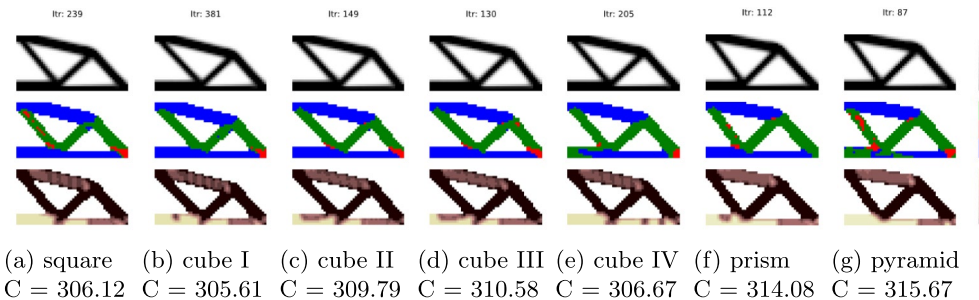 Itr: 239 Itr: 381 Itr: 149 Itr: 130 Itr: 205 Itr: 112 Itr: 87
(a) square (b) cube I (c) cube II (d) cube III (e) cube IV (f) prism (g) pyramid
C = 306.12 C = 305.61 C = 309.79 C = 310.58 C = 306.67 C = 314.08 C = 315.67